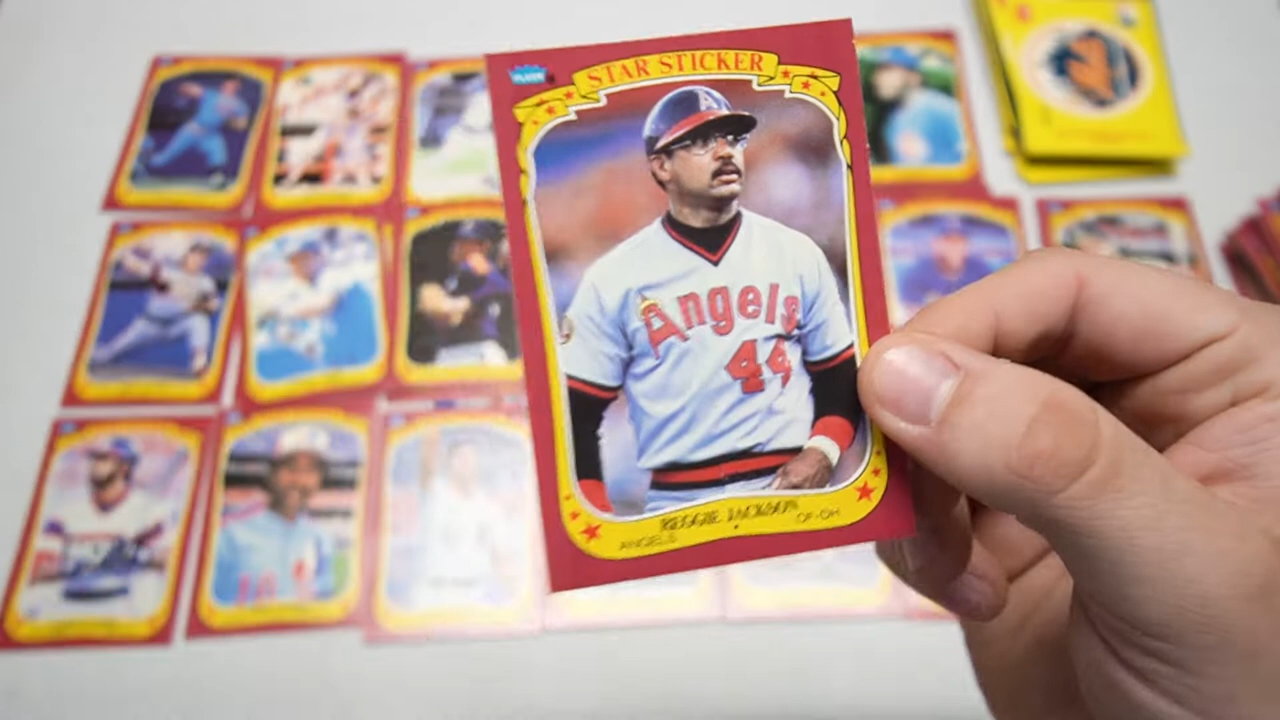 FLEER
STAR STICKER
A
Angels
44
REGGIE JACKSON
ANGELS OF-DH